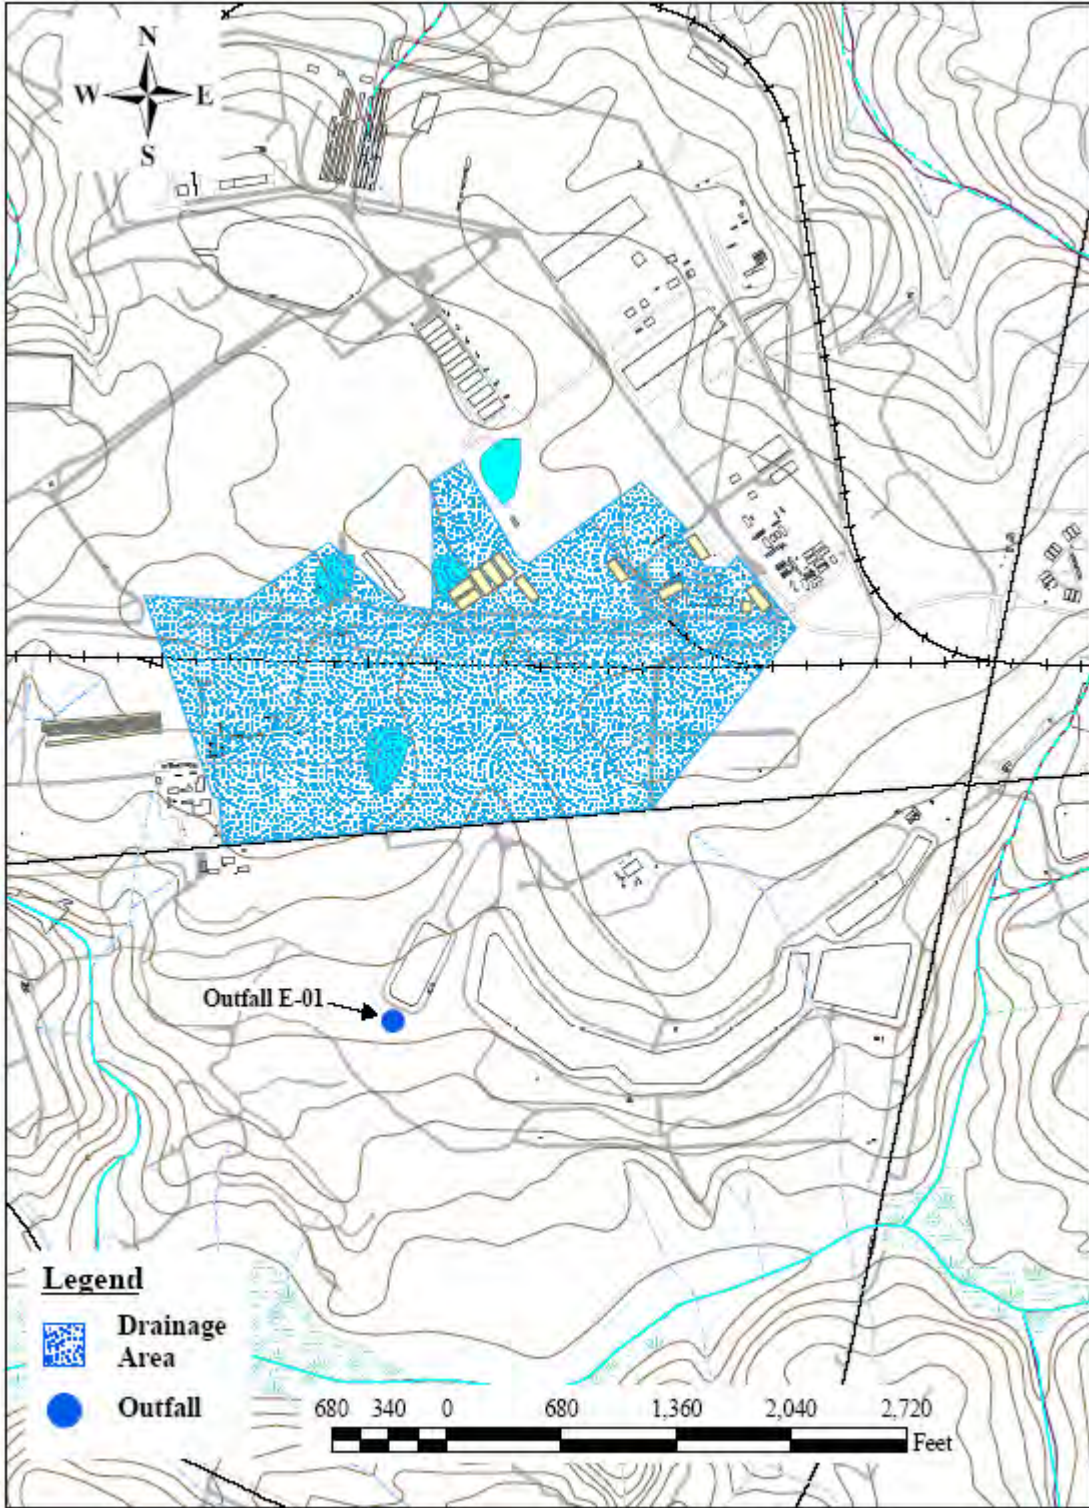 N
W E
S
Outfall E-01
Legend
Drainage
Area
Outfall
680 340 0 680 1,360 2,040 2,720
Feet